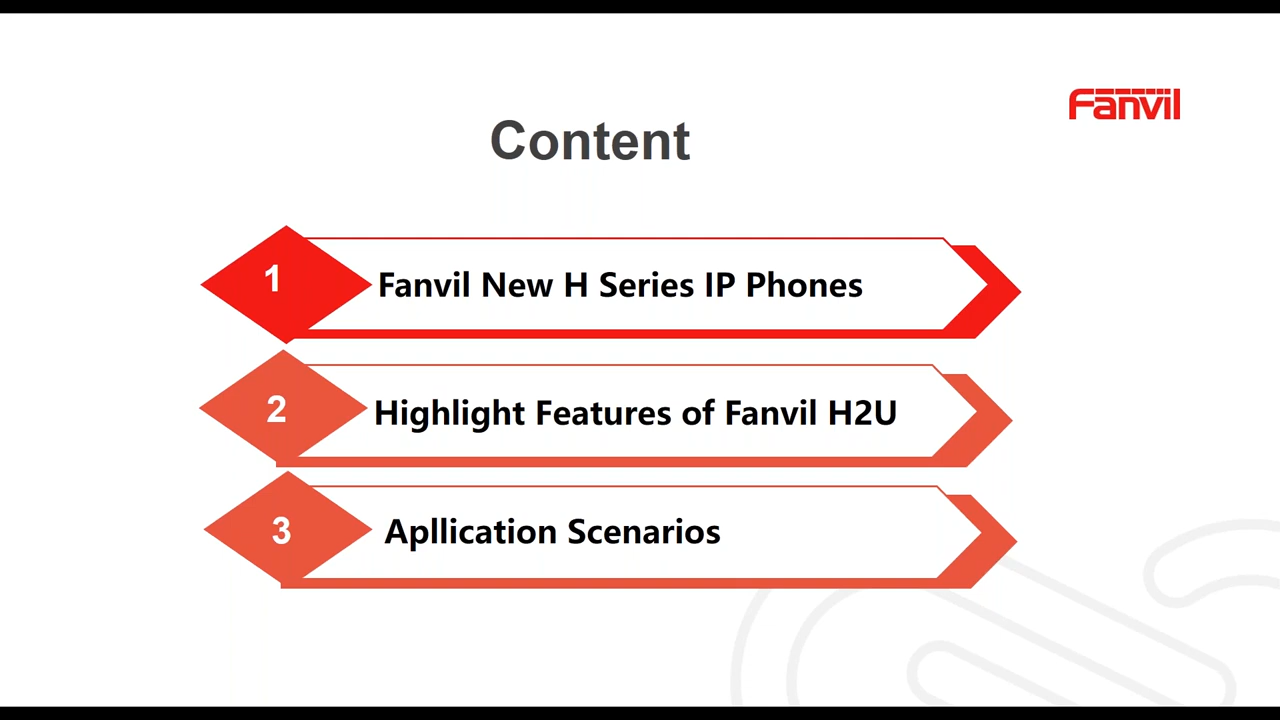 Fanvil
Content
1 Fanvil New H Series IP Phones
2 Highlight Features of Fanvil H2U
3 Apllication Scenarios